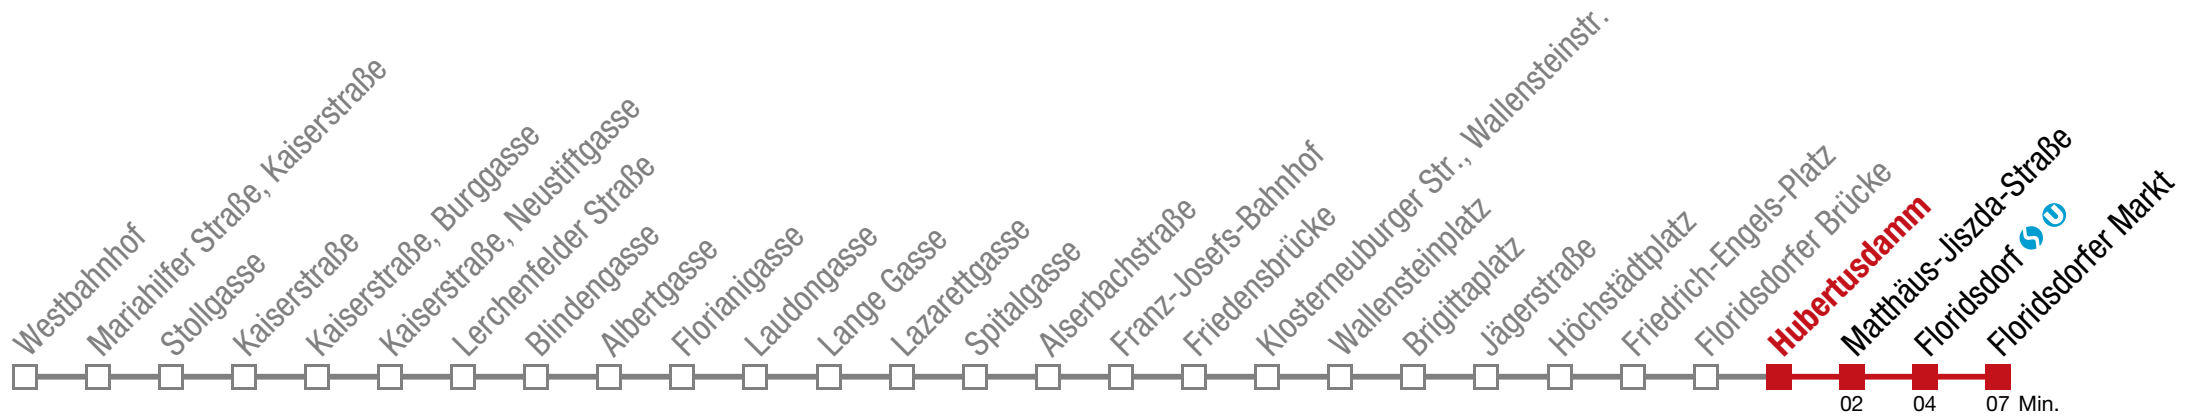 Westbahnhof
Mariahilfer Straße, Kaiserstraße
Stollgasse
Kaiserstraße
Kaiserstraße, Burggasse
Kaiserstraße, Neustiftgasse
Lerchenfelder Straße
Blindengasse
Albertgasse
Florianigasse
Laudongasse
Lange Gasse
Lazarettgasse
Spitalgasse
Alserbachstraße
Franz-Josefs-Bahnhof
Friedensbrücke
Klosterneuburger Str., Wallensteinstr.
Wallensteinplatz
Brigittaplatz
Jägerstraße
Höchstädtplatz
Friedrich-Engels-Platz
Floridsdorfer Brücke
Hubertusdamm
Matthäus-Jiszda-Straße
Floridsdorf S U
Floridsdorfer Markt
02 04 07 Min.